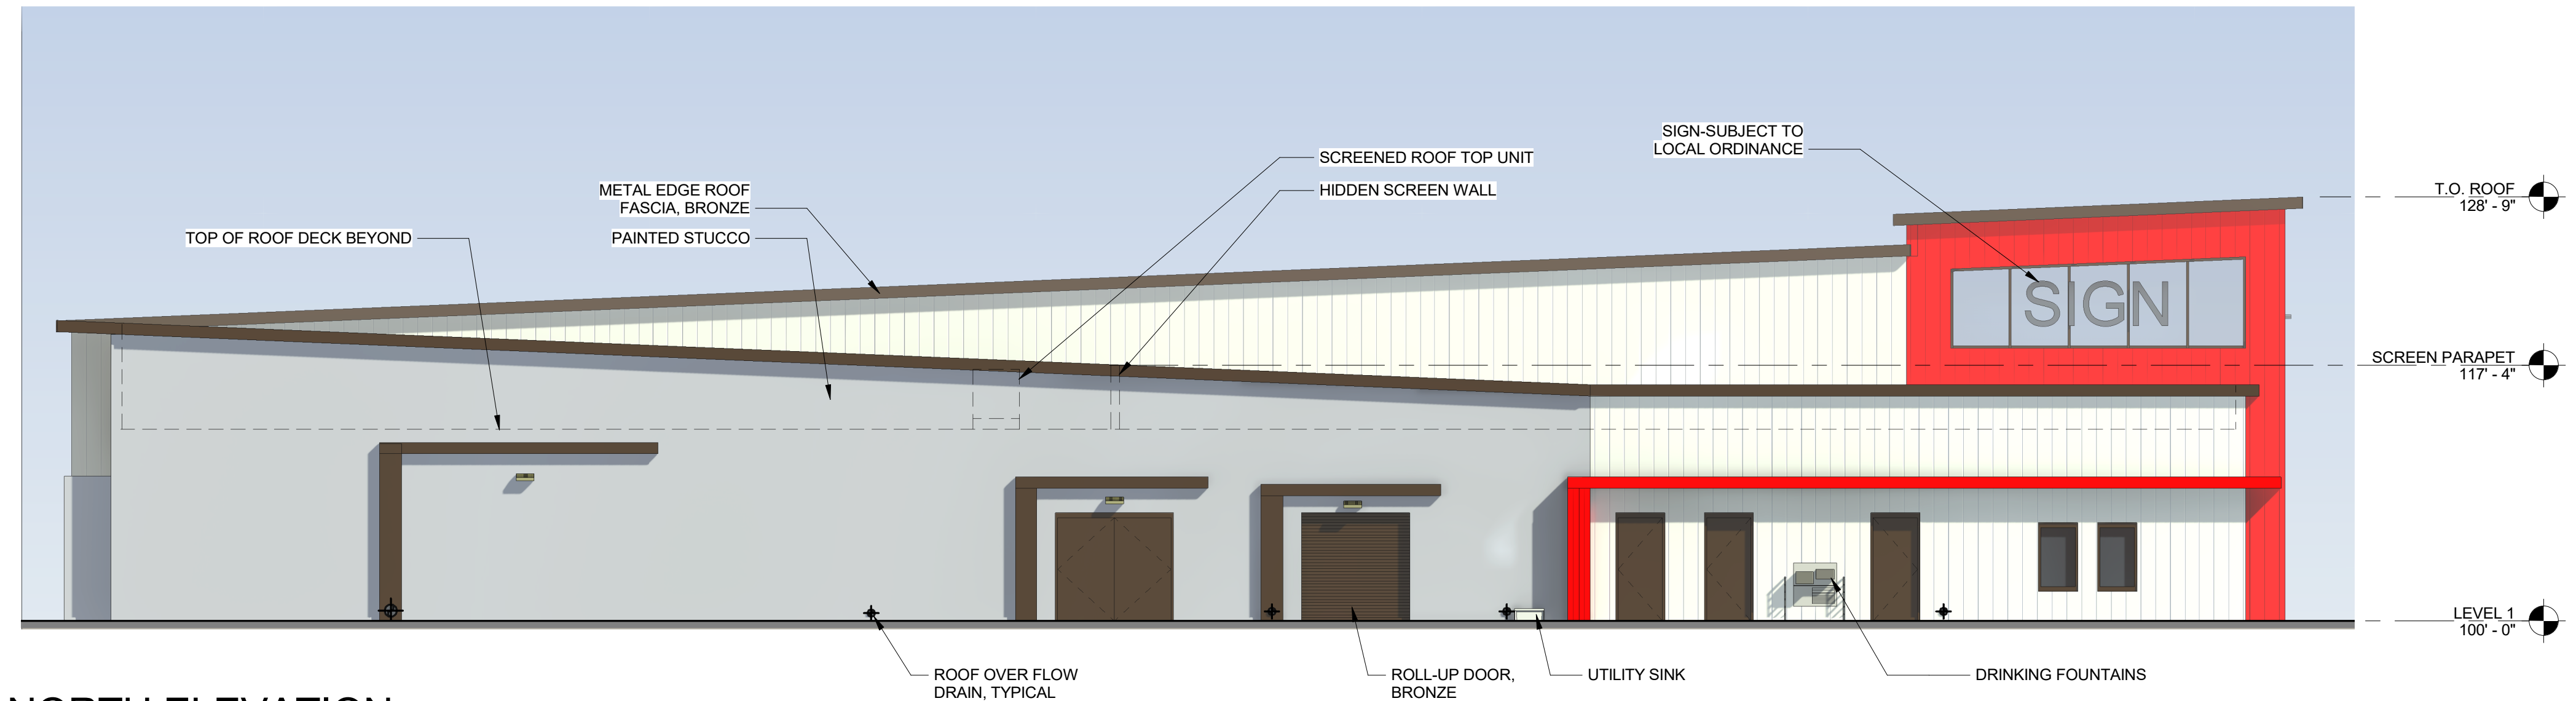 SIGN-SUBJECT TO
LOCAL ORDINANCE
SCREENED ROOF TOP UNIT
HIDDEN SCREEN WALL
METAL EDGE ROOF
FASCIA, BRONZE
TOP OF ROOF DECK BEYOND
PAINTED STUCCO
T.O. ROOF
128' - 9"
SIGN
SCREEN PARAPET
117' - 4"
LEVEL 1
100' - 0"
ROOF OVER FLOW
DRAIN, TYPICAL
ROLL-UP DOOR,
BRONZE
UTILITY SINK
DRINKING FOUNTAINS
NORTH ELEVATION